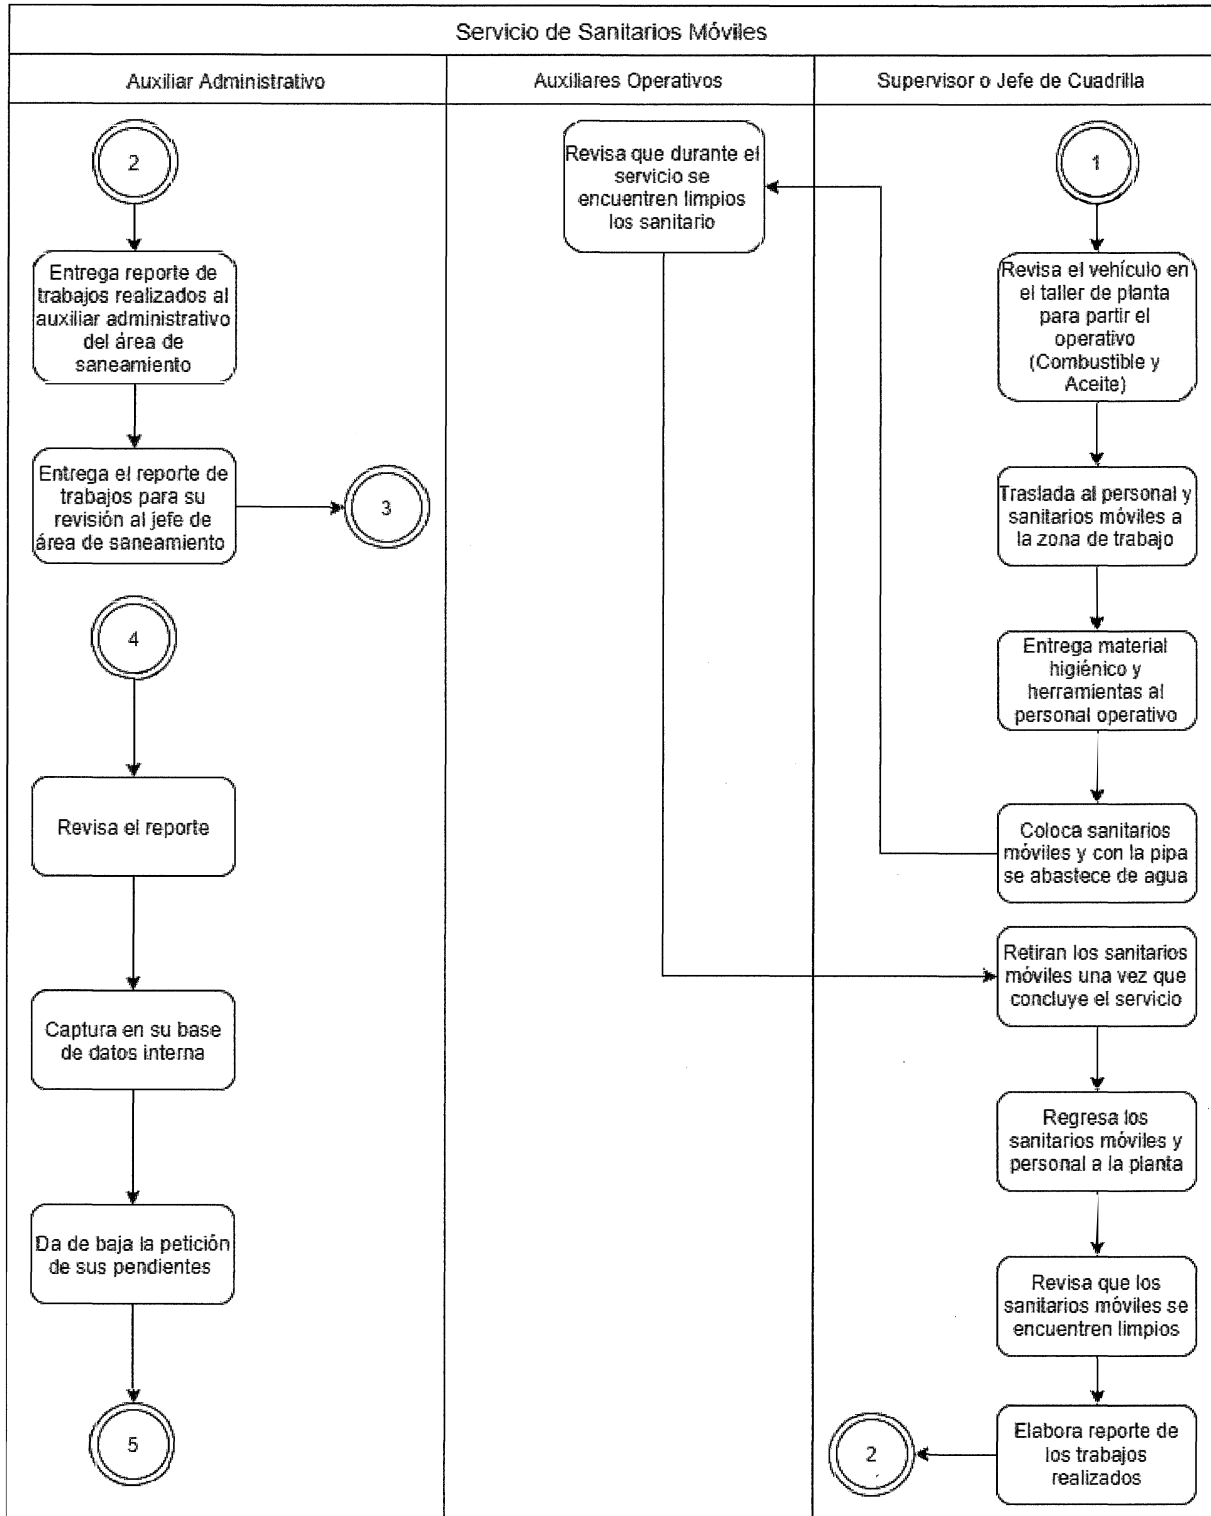 Servicio de Sanitarios Móviles
Auxiliar Administrativo
Auxiliares Operativos
Supervisor o Jefe de Cuadrilla
2
Entrega reporte de
trabajos realizados al
auxiliar administrativo
del área de
saneamiento
Entrega el reporte de
trabajos para su
revisión al jefe de
área de saneamiento
3
4
Revisa el reporte
Captura en su base
de datos interna
Da de baja la petición
de sus pendientes
5
Revisa que durante el
servicio se
encuentren limpios
los sanitario
1
Revisa el vehículo en
el taller de planta
para partir el
operativo
(Combustible y
Aceite)
Traslada al personal y
sanitarios móviles a
la zona de trabajo
Entrega material
higiénico y
herramientas al
personal operativo
Coloca sanitarios
móviles y con la pipa
se abastece de agua
Retiran los sanitarios
móviles una vez que
concluye el servicio
Regresa los
sanitarios móviles y
personal a la planta
Revisa que los
sanitarios móviles se
encuentren limpios
Elabora reporte de
los trabajos
realizados
2